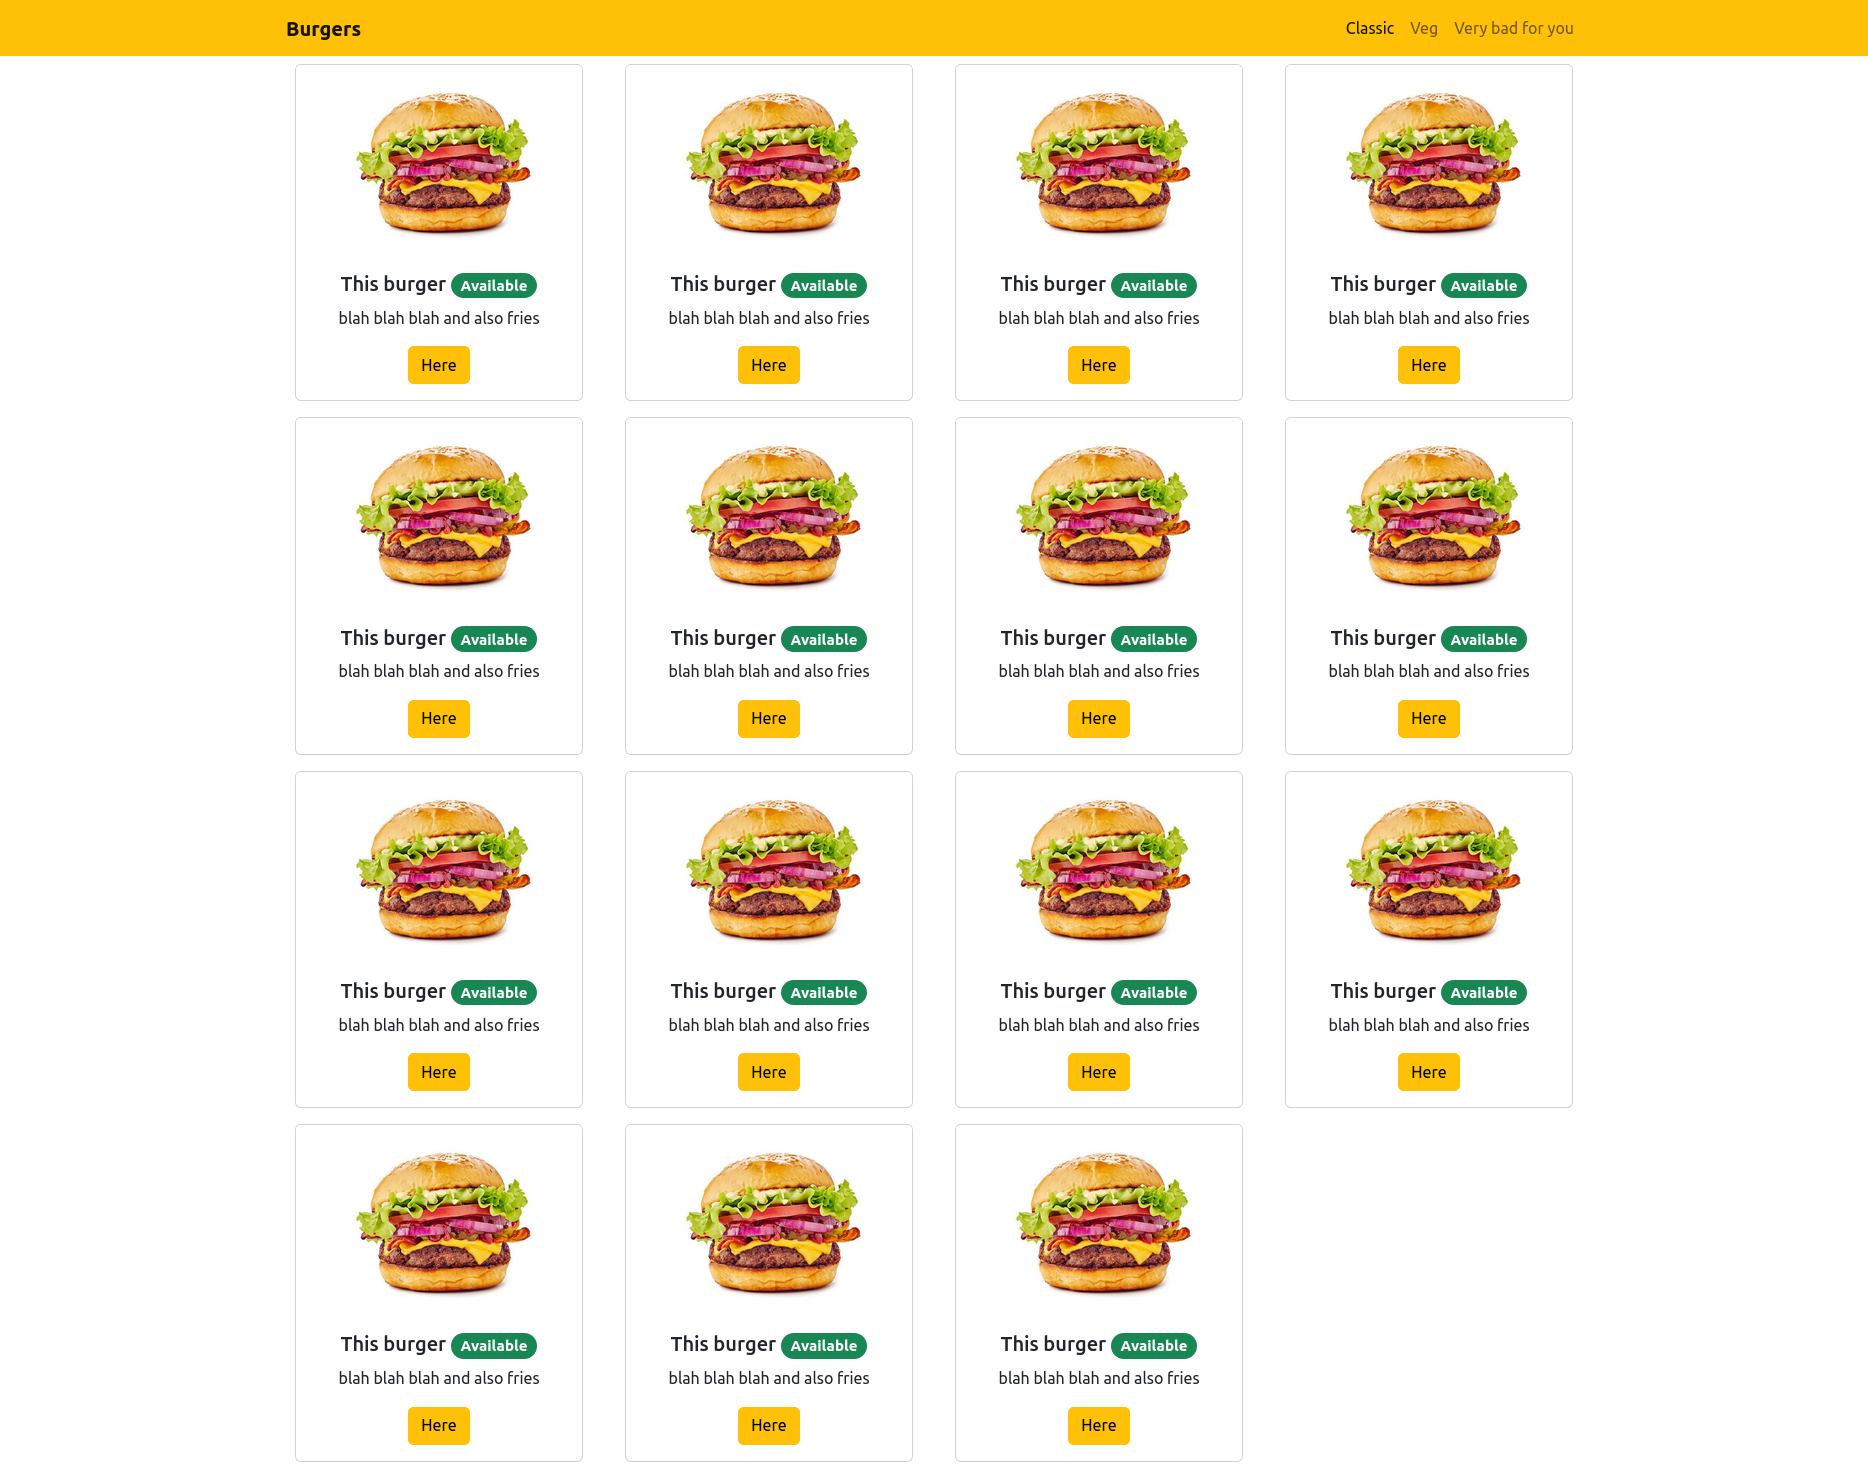 Burgers Classic Veg Very bad for you
This burger Available This burger Available This burger Available This burger Available
blah blah blah and also fries blah blah blah and also fries blah blah blah and also fries blah blah blah and also fries
Here Here Here Here
This burger Available This burger Available This burger Available This burger Available
blah blah blah and also fries blah blah blah and also fries blah blah blah and also fries blah blah blah and also fries
Here Here Here Here
This burger Available This burger Available This burger Available This burger Available
blah blah blah and also fries blah blah blah and also fries blah blah blah and also fries blah blah blah and also fries
Here Here Here Here
This burger Available This burger Available This burger Available
blah blah blah and also fries blah blah blah and also fries blah blah blah and also fries
Here Here Here